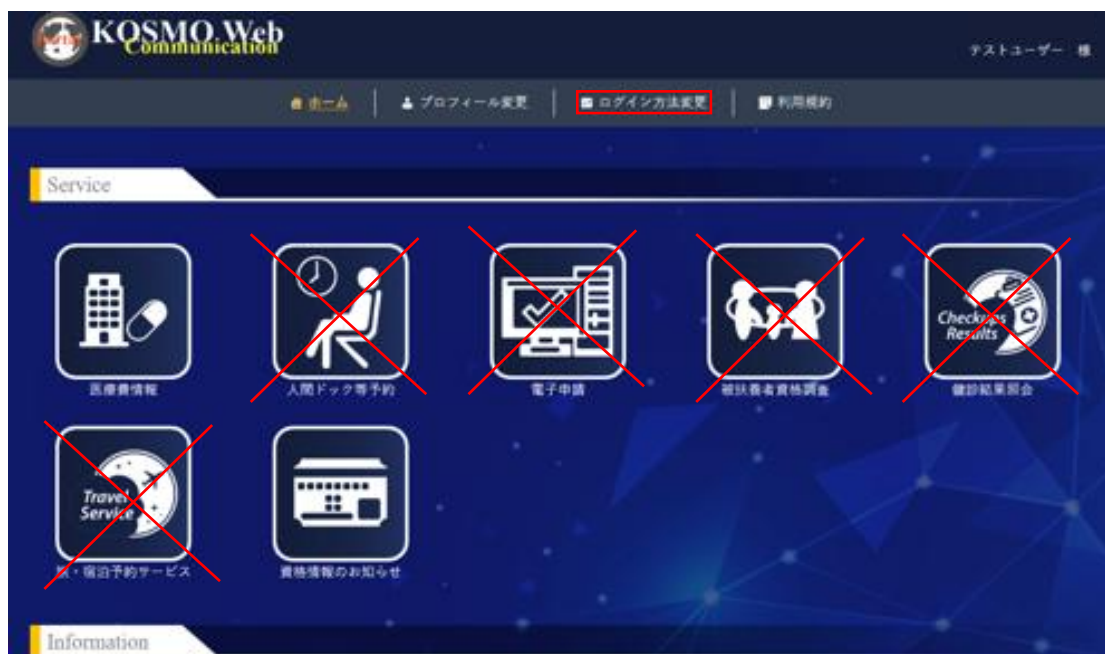 Portal
KOSMO Web
Communication
テストユーザー 様
ホーム
プロフィール変更
ログイン方法変更
利用規約
Service
Checkups
Results
医療費情報
人間ドック等予約
電子申請
被扶養者資格調査
健診結果照会
Travel
Service
旅・宿泊予約サービス
資格情報のお知らせ
Information